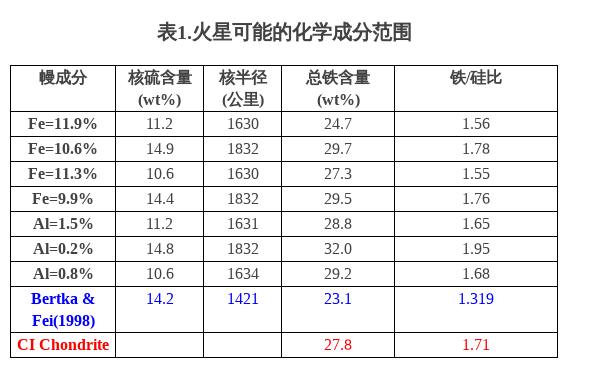 表1.火星可能的化学成分范围
幔成分 核硫含量 核半径 总铁含量 铁/硅比
(wt%) (公里) (wt%)
Fe=11.9% 11.2 1630 24.7 1.56
Fe=10.6% 14.9 1832 29.7 1.78
Fe=11.3% 10.6 1630 27.3 1.55
Fe=9.9% 14.4 1832 29.5 1.76
Al=1.5% 11.2 1631 28.8 1.65
Al=0.2% 14.8 1832 32.0 1.95
Al=0.8% 10.6 1634 29.2 1.68
Bertka & 14.2 1421 23.1 1.319
Fei(1998)
CI Chondrite 27.8 1.71